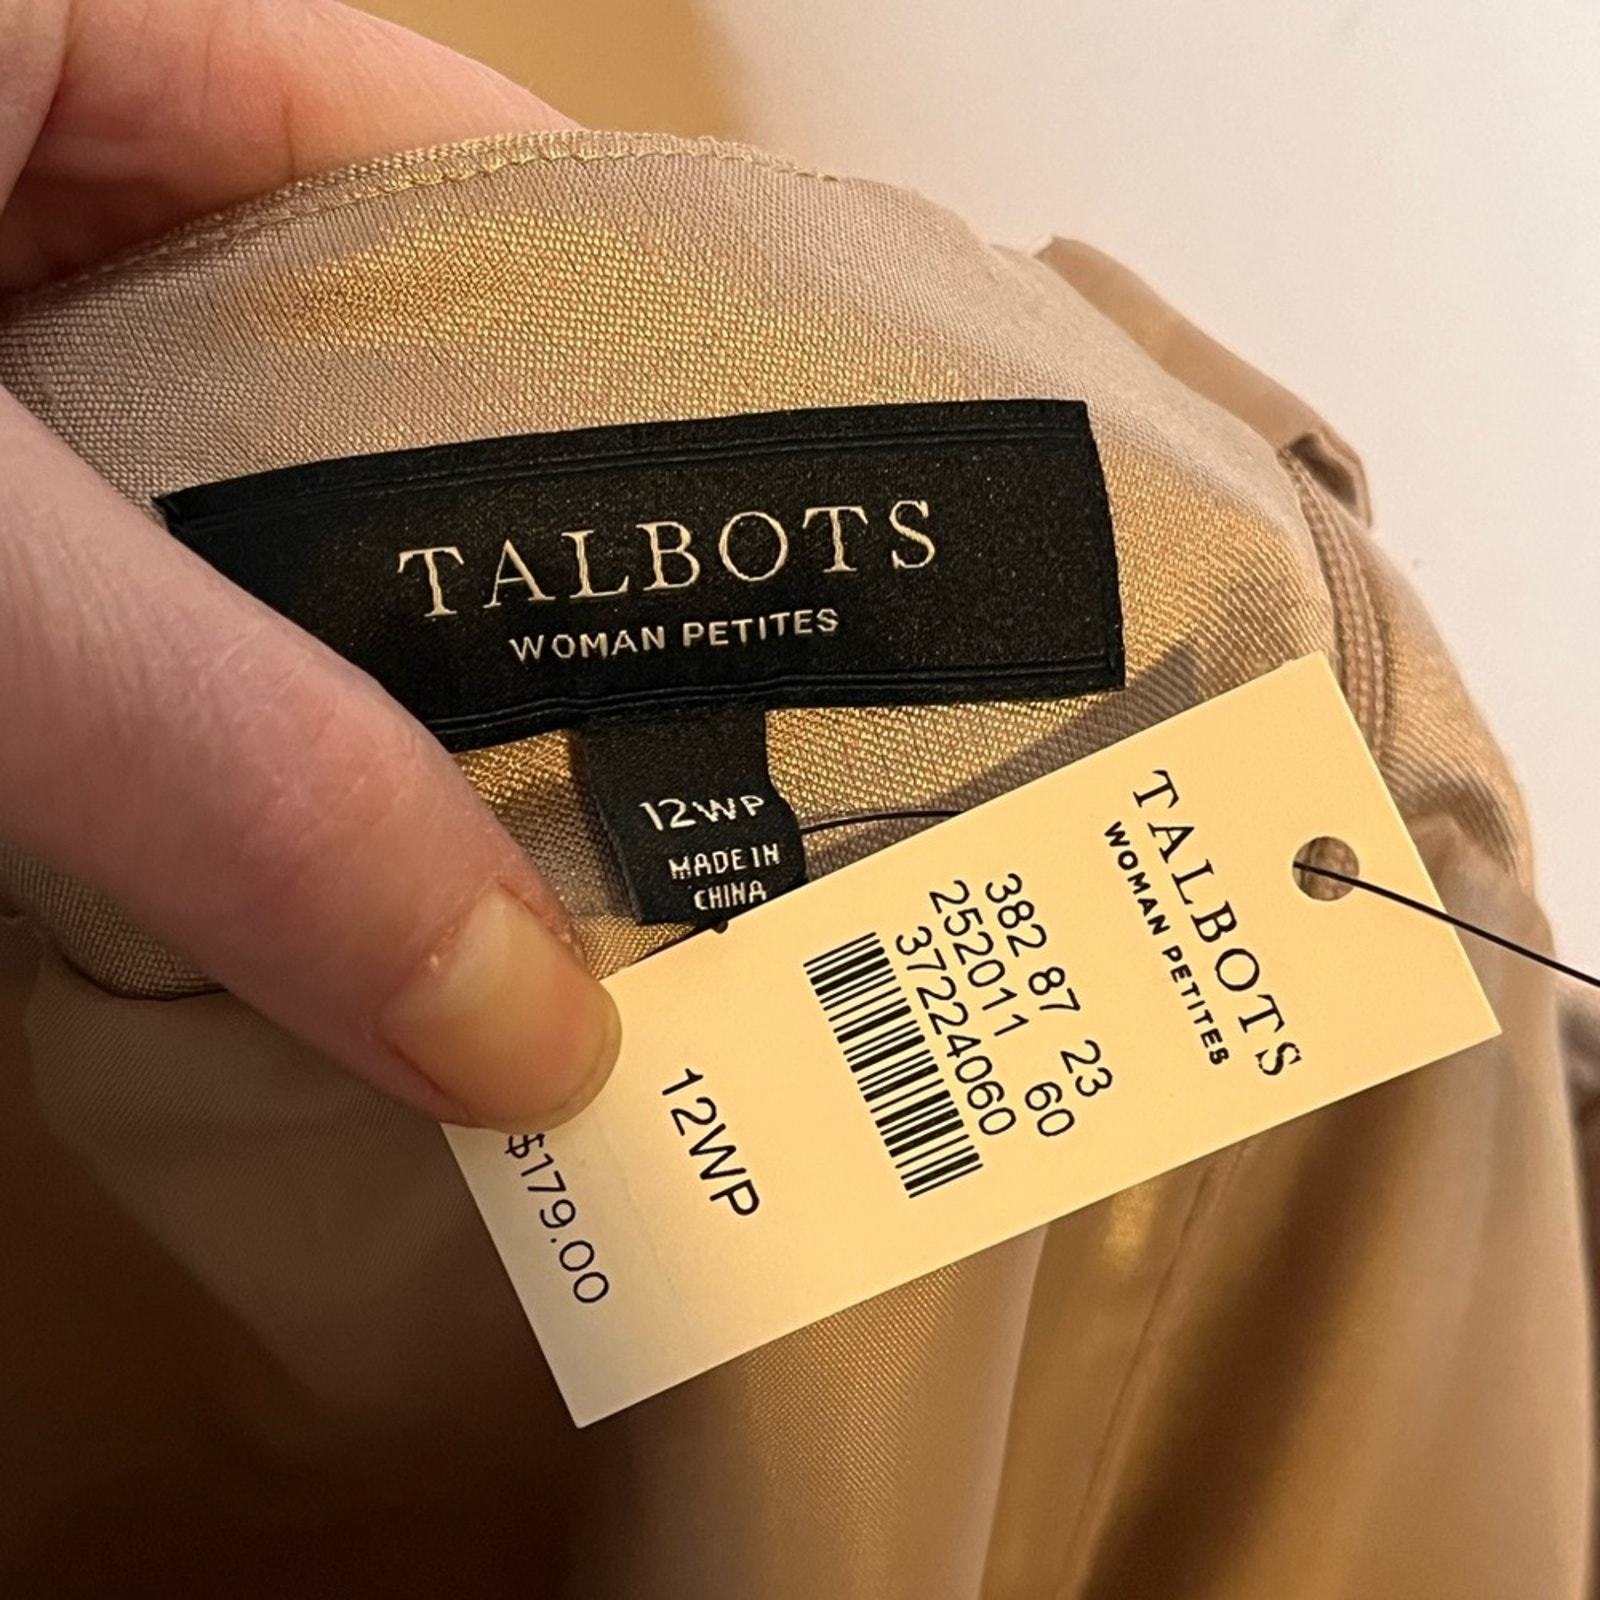 TALBOTS
WOMAN PETITES
12WP
MADE IN
CHINA
TALBOTS
WOMAN PETITES
382 87 23
252011 60
37224060
12WP
$179.00